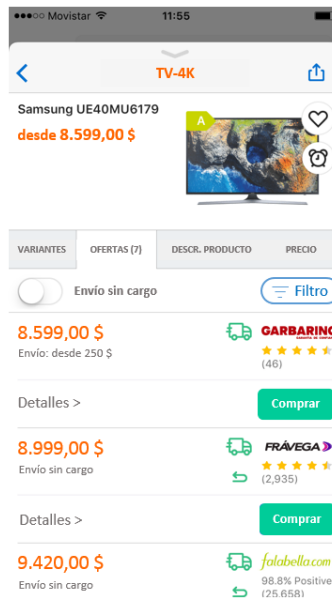 Movistar 11:55
TV-4K
Samsung UE40MU6179
desde 8.599,00 $
A
VARIANTES OFERTAS (7) DESCR. PRODUCTO PRECIO
Envío sin cargo Filtro
8.599,00 $ GARBARINO
Envío: desde 250 $
(46)
Detalles > Comprar
8.999,00 $ FRÁVEGA
Envío sin cargo
(2,935)
Detalles > Comprar
9.420,00 $ falabella.com
Envío sin cargo 98.8% Positive
(25.658)